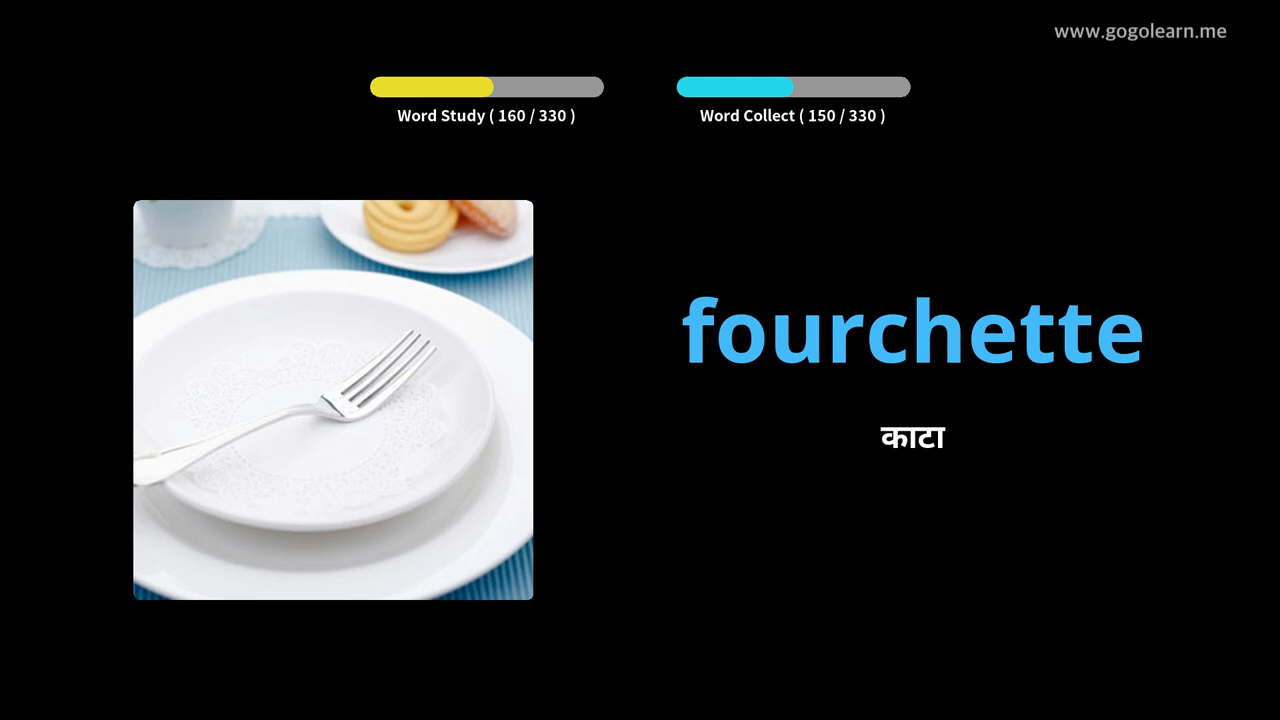 www.gogolearn.me
Word Study ( 160 / 330 )
Word Collect ( 150 / 330 )
fourchette
काटा